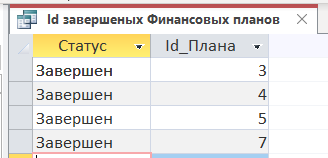 Id завершеных Финансовых планов
Статус Id_Плана
Завершен 3
Завершен 4
Завершен 5
Завершен 7